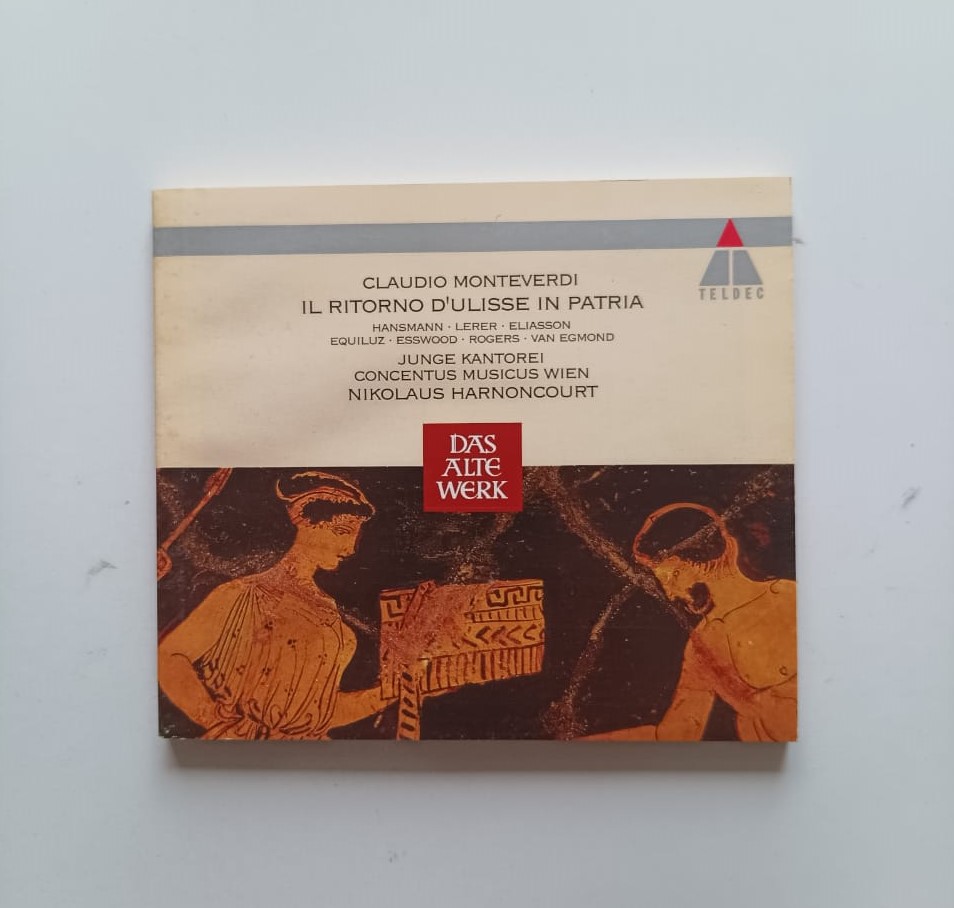 CLAUDIO MONTEVERDI
IL RITORNO D'ULISSE IN PATRIA
HANSMANN · LERER · ELIASSON
EQUILUZ · ESSWOOD · ROGERS · VAN EGMOND
JUNGE KANTOREI
CONCENTUS MUSICUS WIEN
NIKOLAUS HARNONCOURT
TELDEC
DAS
ALTE
WERK